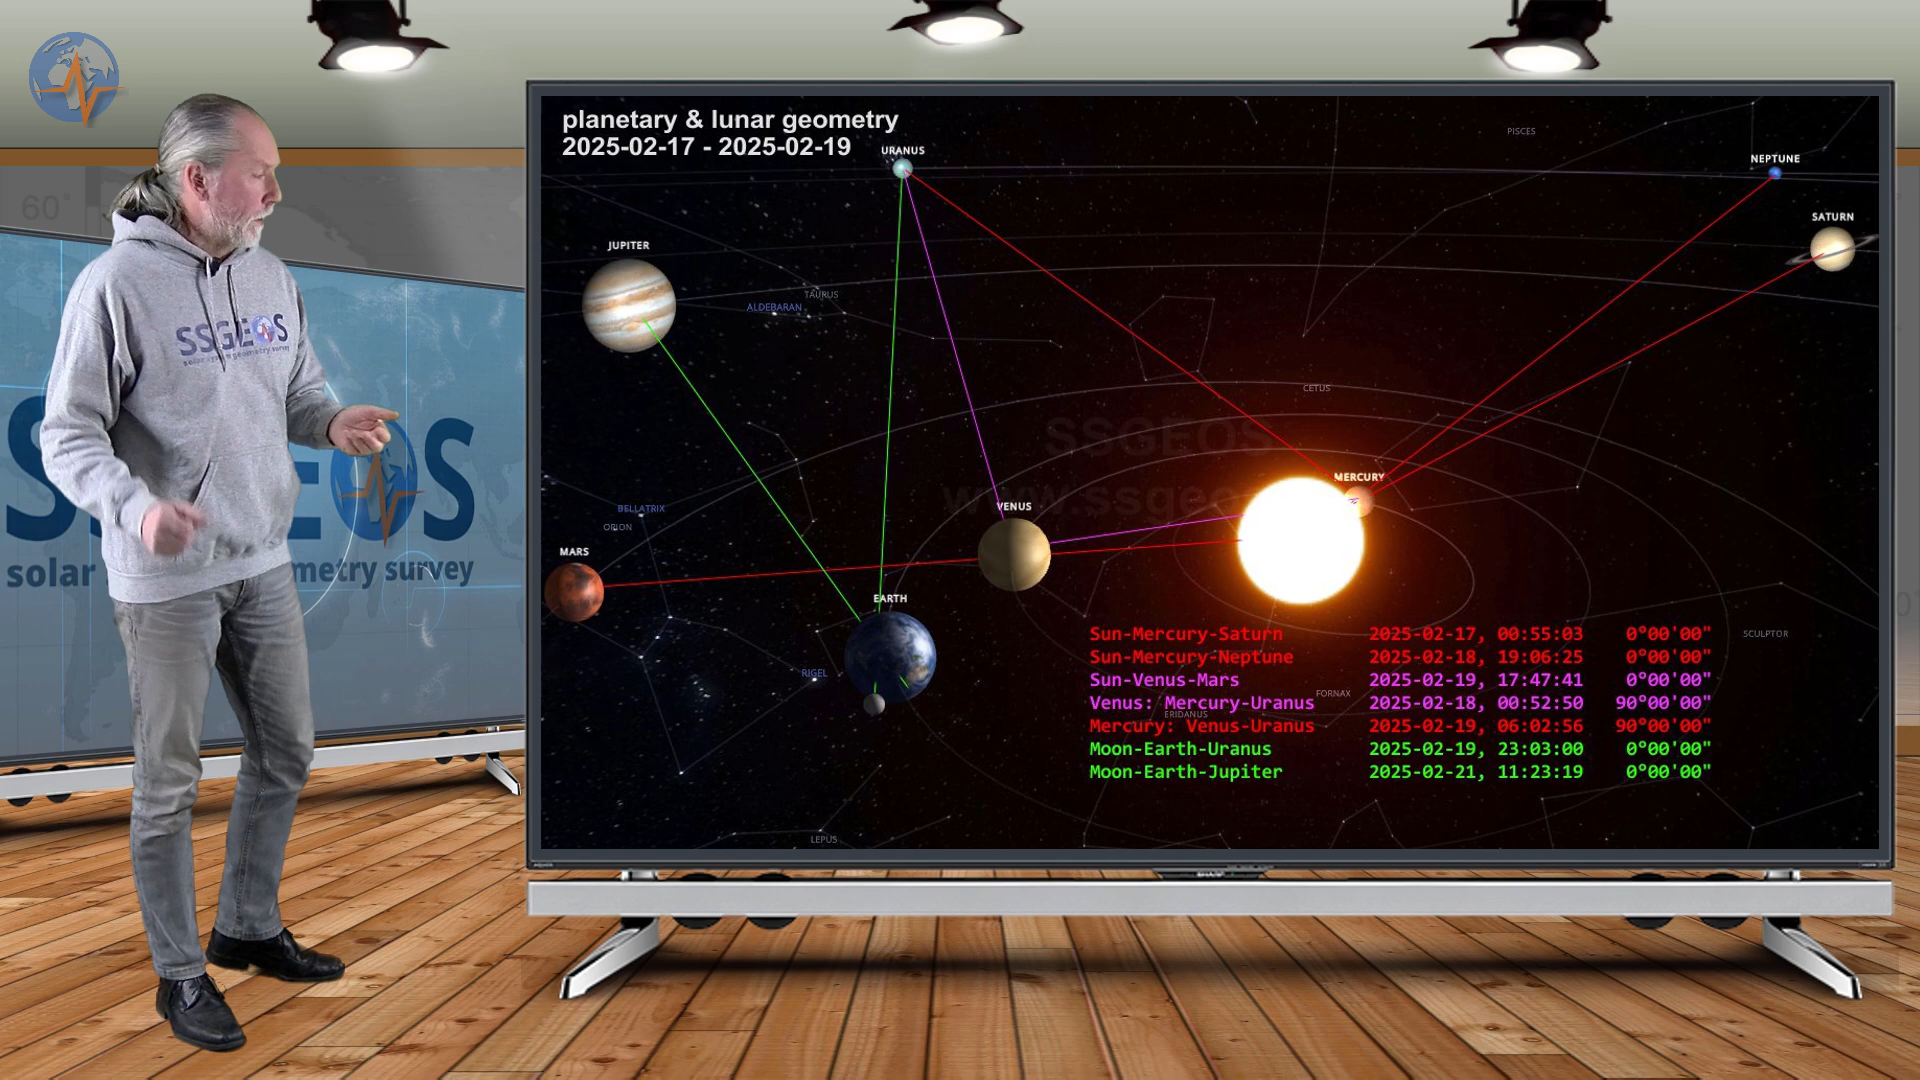 planetary & lunar geometry
2025-02-17 - 2025-02-19
URANUS
PISCES
NEPTUNE
SATURN
JUPITER
TAURUS
ALDEBARAN
60°
SSGEOS
solar system geometry survey
CETUS
SSGEOS
MERCURY
VENUS
BELLATRIX
ORION
MARS
solar
metry survey
EARTH
Sun-Mercury-Saturn 2025-02-17, 00:55:03 0°00'00"
SCULPTOR
Sun-Mercury-Neptune 2025-02-18, 19:06:25 0°00'00"
Sun-Venus-Mars 2025-02-19, 17:47:41 0°00'00"
RIGEL
FORNAX
Venus: Mercury-Uranus 2025-02-18, 00:52:50 90°00'00"
ERIDANUS
Mercury: Venus-Uranus 2025-02-19, 06:02:56 90°00'00"
Moon-Earth-Uranus 2025-02-19, 23:03:00 0°00'00"
Moon-Earth-Jupiter 2025-02-21, 11:23:19 0°00'00"
LEPUS
SHARP